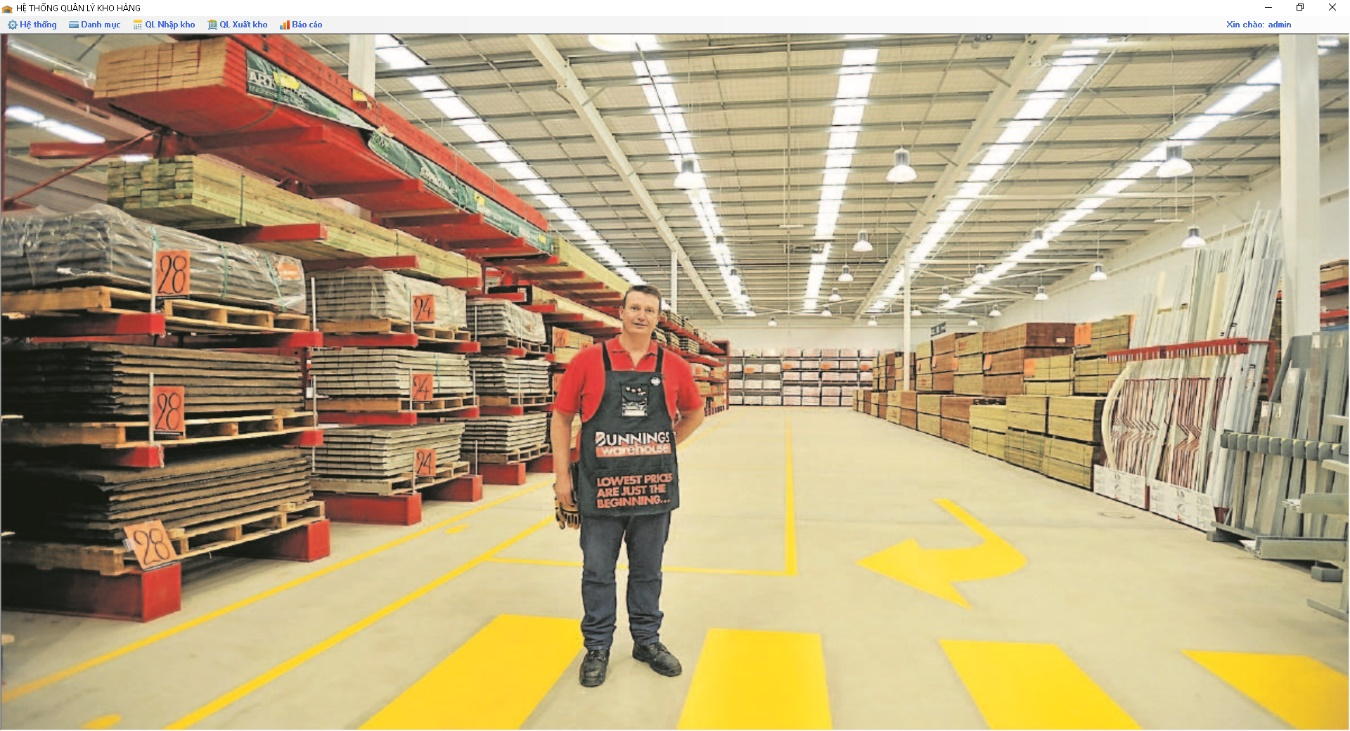 HỆ THỐNG QUẢN LÝ KHO HÀNG
Hệ thống Danh mục QL Nhập kho QL Xuất kho Báo cáo Xin chào: admin
28
24
28
24
24
28
BUNNINGS
warehouse
LOWEST PRICES
ARE JUST THE
BEGINNING...